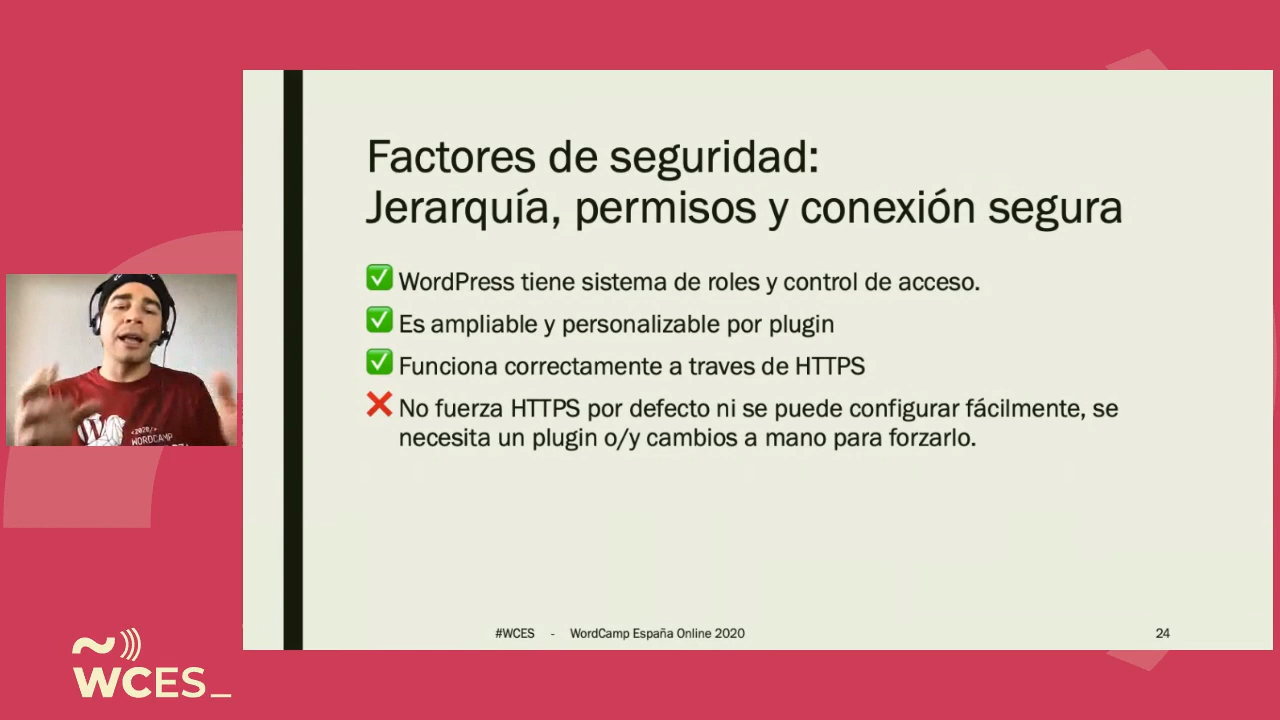 Factores de seguridad:
Jerarquía, permisos y conexión segura
WordPress tiene sistema de roles y control de acceso.
Es ampliable y personalizable por plugin
Funciona correctamente a traves de HTTPS
No fuerza HTTPS por defecto ni se puede configurar fácilmente, se
necesita un plugin o/y cambios a mano para forzarlo.
<2020/>
WORDCAMP
#WCES - WordCamp España Online 2020
24
WCES_